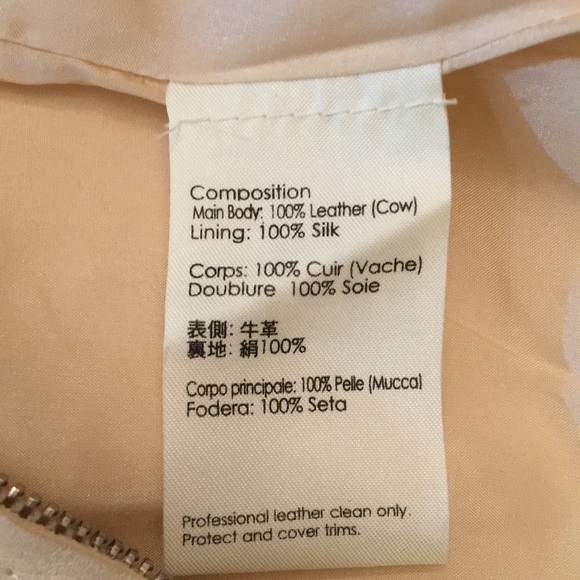 Composition
Main Body: 100% Leather (Cow)
Lining: 100% Silk
Corps: 100% Cuir (Vache)
Doublure 100% Soie
表側: 牛革
裏地: 絹100%
Corpo principale: 100% Pelle (Mucca)
Fodera: 100% Seta
Professional leather clean only.
Protect and cover trims.